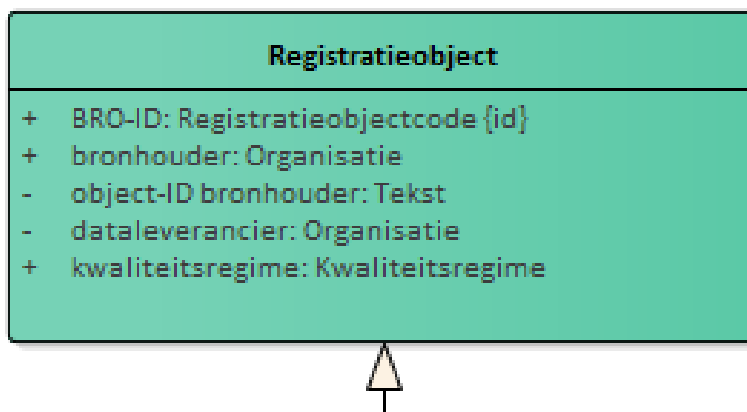 Registratieobject
+ BRO-ID: Registratieobjectcode {id}
+ bronhouder: Organisatie
- object-ID bronhouder: Tekst
- dataleverancier: Organisatie
+ kwaliteitsregime: Kwaliteitsregime